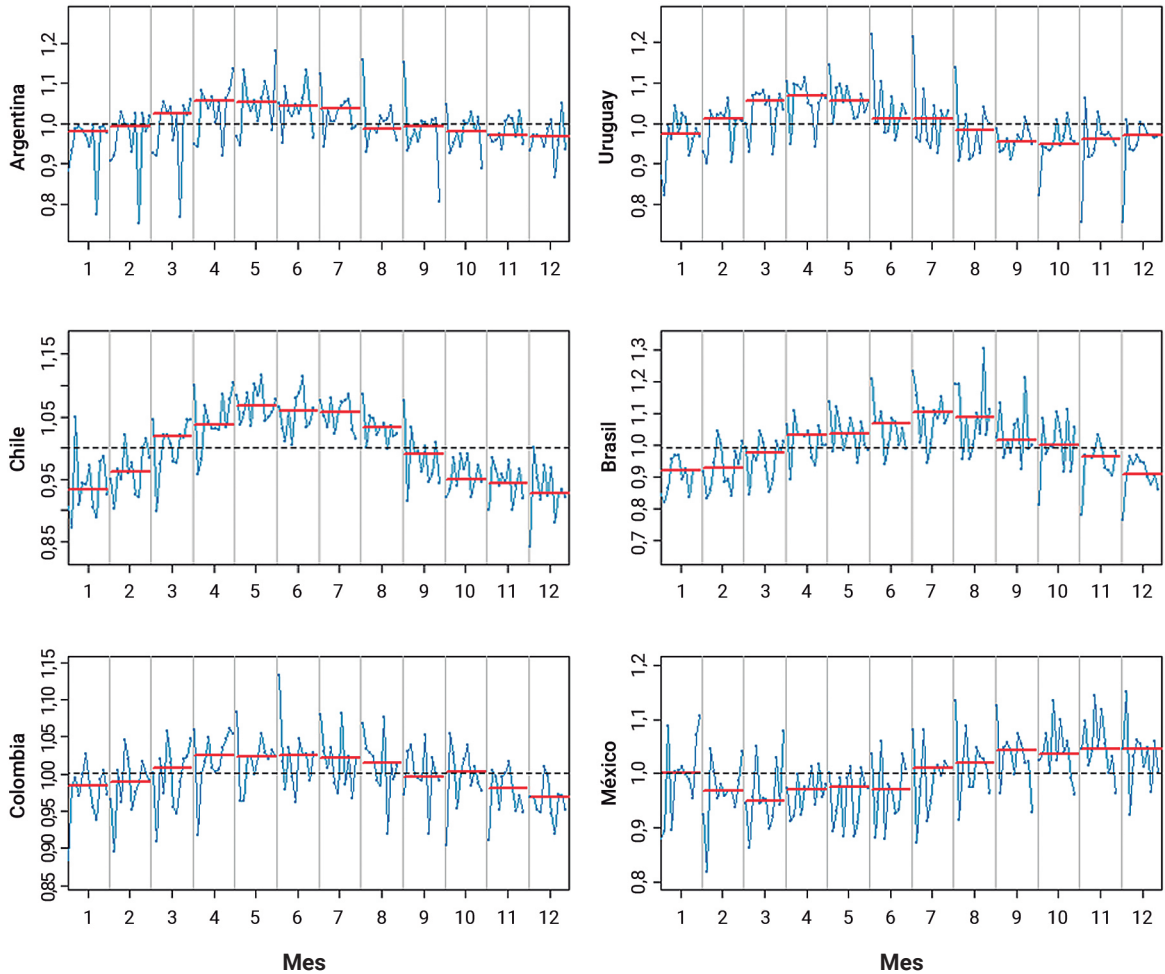 Argentina
0,8 0,9 1,0 1,1 1,2
1 2 3 4 5 6 7 8 9 10 11 12
Uruguay
0,8 0,9 1,0 1,1 1,2
1 2 3 4 5 6 7 8 9 10 11 12
Chile
0,85 0,95 1,05 1,15
1 2 3 4 5 6 7 8 9 10 11 12
Brasil
0,7 0,8 0,9 1,0 1,1 1,2 1,3
1 2 3 4 5 6 7 8 9 10 11 12
Colombia
0,85 0,90 0,95 1,00 1,05 1,10 1,15
1 2 3 4 5 6 7 8 9 10 11 12
Mes
México
0,8 0,9 1,0 1,1 1,2
1 2 3 4 5 6 7 8 9 10 11 12
Mes